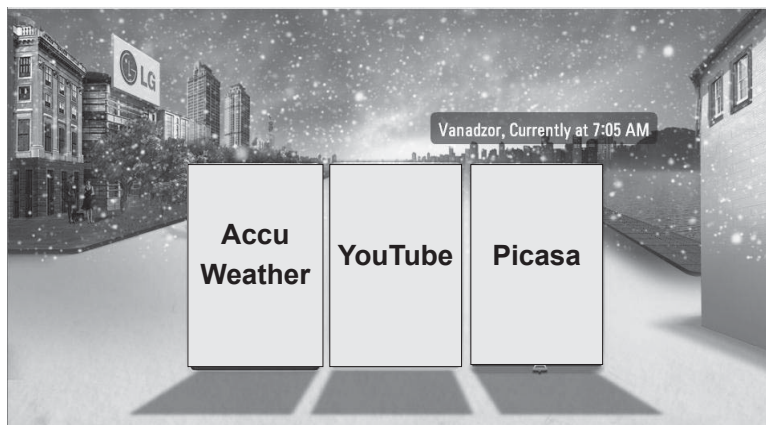 LG
Vanadzor, Currently at 7:05 AM
Accu
Weather
YouTube
Picasa